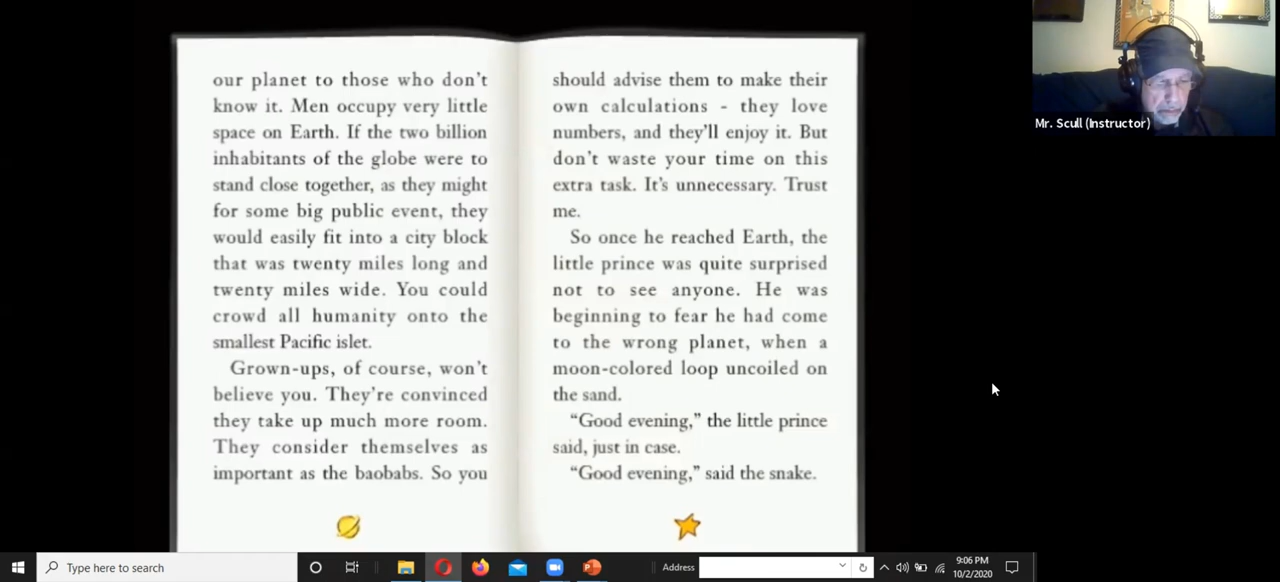 our planet to those who don't
know it. Men occupy very little
space on Earth. If the two billion
inhabitants of the globe were to
stand close together, as they might
for some big public event, they
would easily fit into a city block
that was twenty miles long and
twenty miles wide. You could
crowd all humanity onto the
smallest Pacific islet.
Grown-ups, of course, won't
believe you. They're convinced
they take up much more room.
They consider themselves as
important as the baobabs. So you
should advise them to make their
own calculations - they love
numbers, and they'll enjoy it. But
don't waste your time on this
extra task. It's unnecessary. Trust
me.
So once he reached Earth, the
little prince was quite surprised
not to see anyone. He was
beginning to fear he had come
to the wrong planet, when a
moon-colored loop uncoiled on
the sand.
“Good evening,” the little prince
said, just in case.
“Good evening,” said the snake.
Mr. Scull (Instructor)
Type here to search
Address
9:06 PM
10/2/2020